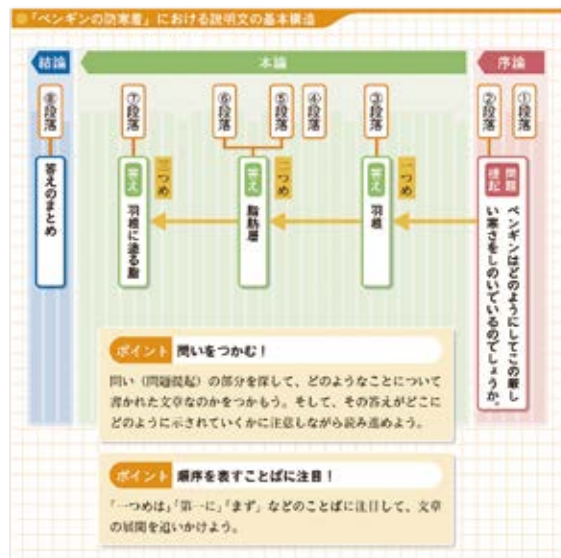 「ペンギンの防寒着」における説明文の基本構造
序論
本論
結論
①段落
②段落
問題
提起
ペンギンはどのようにしてこの厳し
い寒さをしのいでいるのでしょうか。
③段落
一つめ
答え
羽根
④段落
⑤段落
⑥段落
二つめ
答え
脂肪層
⑦段落
三つめ
答え
羽根に塗る脂
⑧段落
答えのまとめ
ポイント 問いをつかむ!
問い(問題提起)の部分を探して、どのようなことについて
書かれた文章なのかをつかもう。そして、その答えがどこに
どのように示されていくかに注意しながら読み進めよう。
ポイント 順序を表すことばに注目!
「一つめは」「第一に」「まず」などのことばに注目して、文章
の展開を追いかけよう。